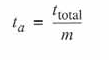 t_a = t_total / m